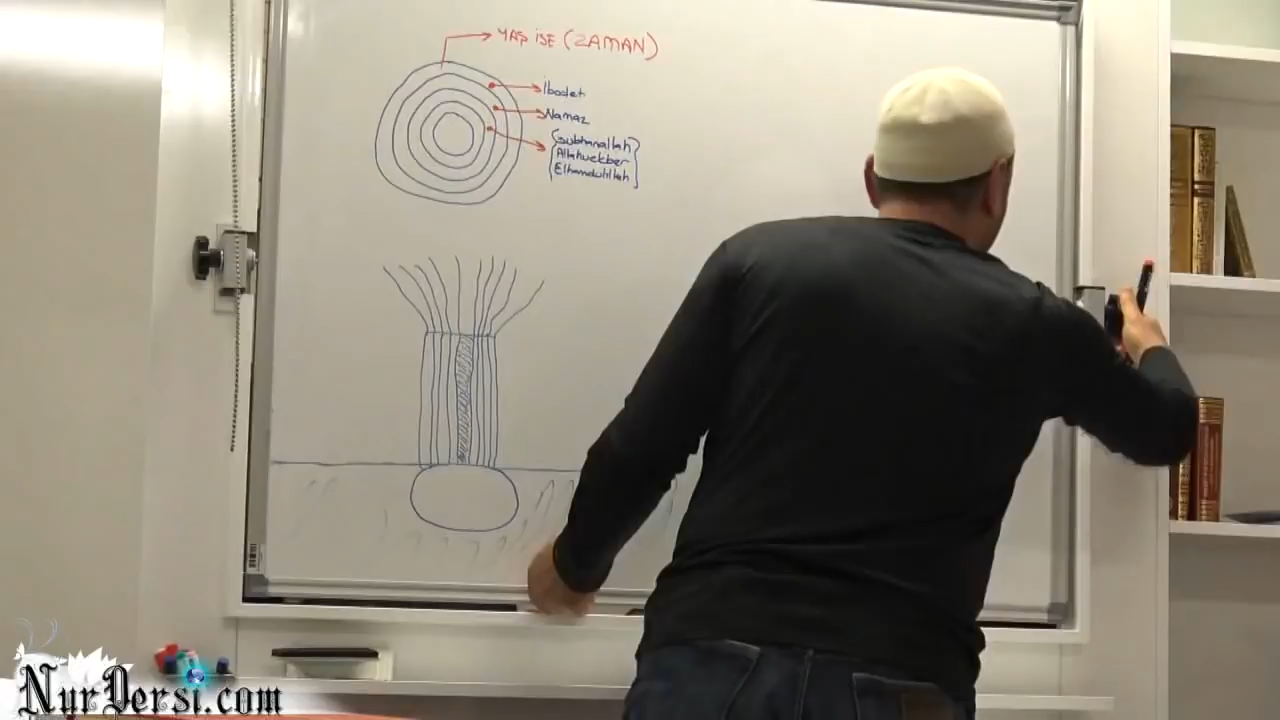 YAŞ İSE (ZAMAN)
İbadet
Namaz
{Subhanallah}
Allahuekber
Elhamdulillah
NurDersi.com